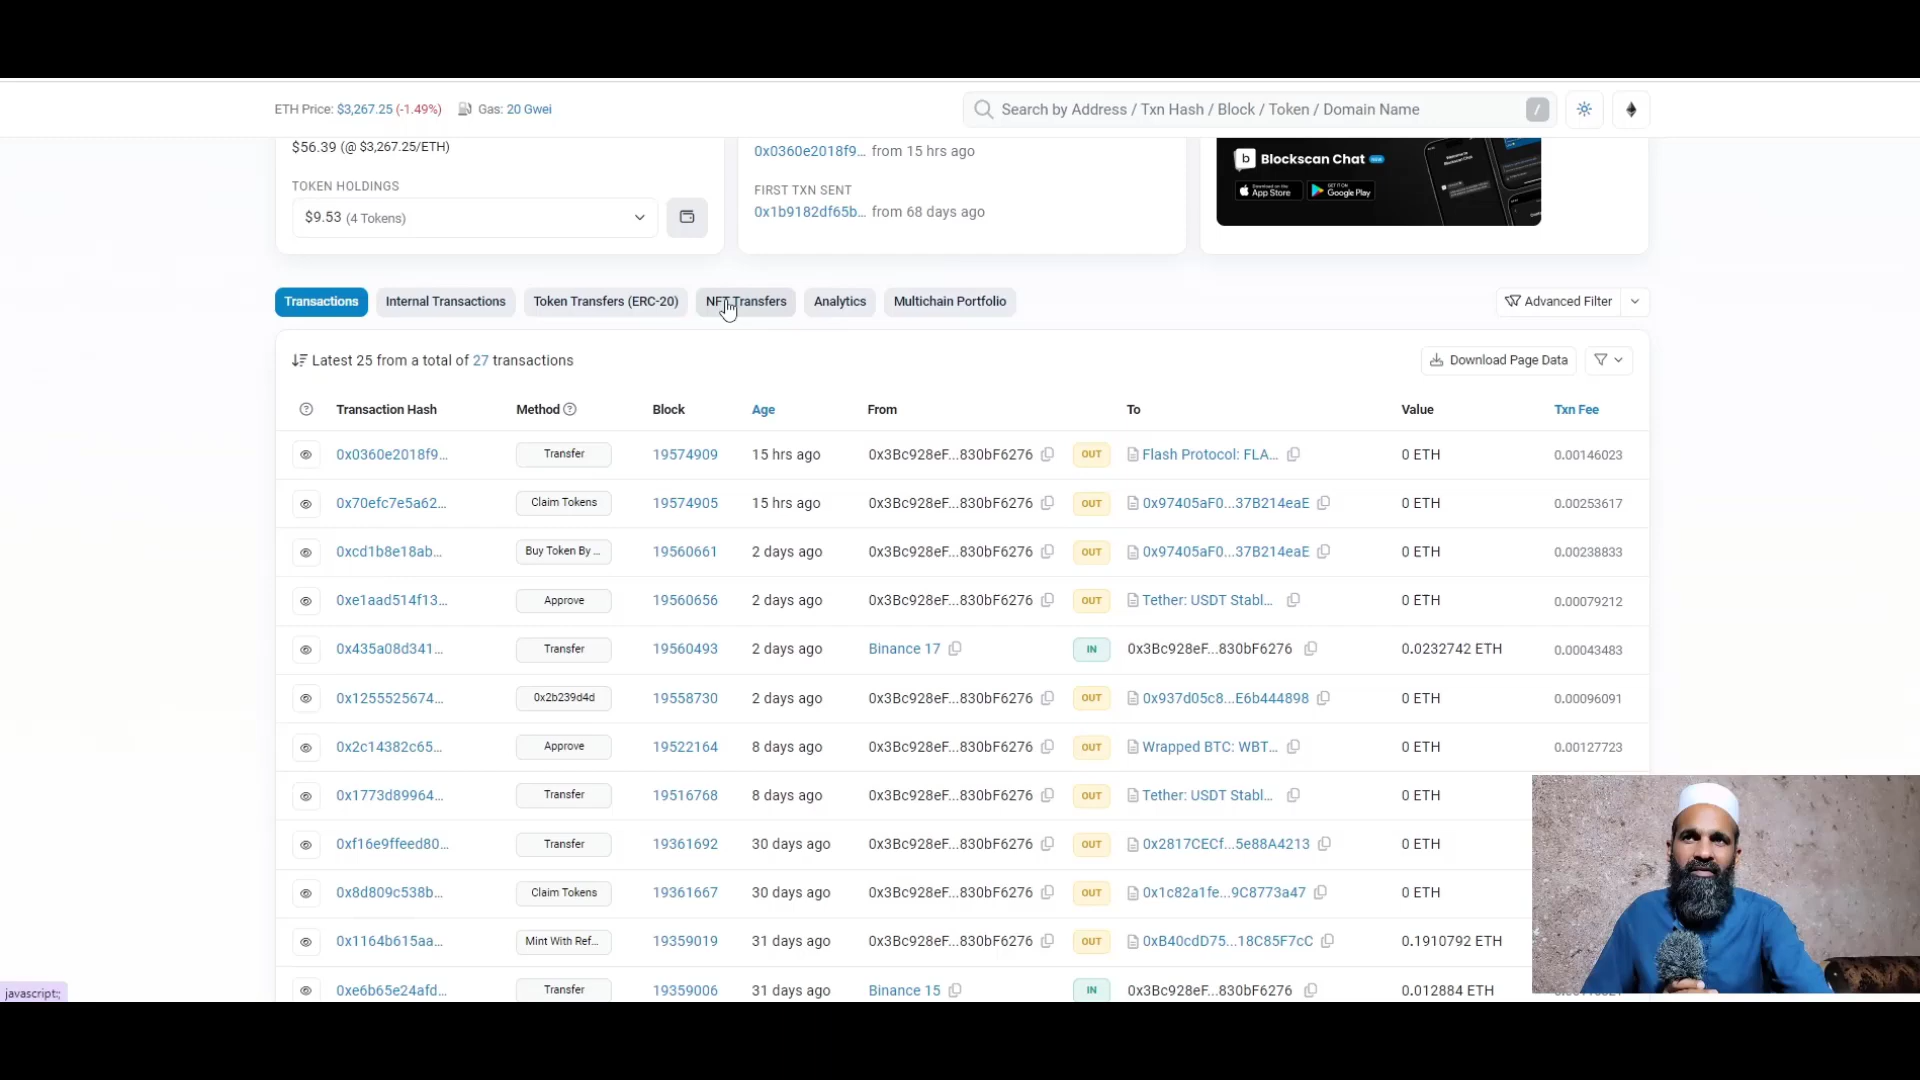 ETH Price: $3,267.25 (-1.49%) Gas: 20 Gwei
Search by Address / Txn Hash / Block / Token / Domain Name /
$56.39 (@ $3,267.25/ETH)
TOKEN HOLDINGS
$9.53 (4 Tokens)
0x0360e2018f9... from 15 hrs ago
FIRST TXN SENT
0x1b9182df65b... from 68 days ago
b Blockscan Chat
Download on the App Store GET IT ON Google Play
Transactions Internal Transactions Token Transfers (ERC-20) NFT Transfers Analytics Multichain Portfolio Advanced Filter
Latest 25 from a total of 27 transactions Download Page Data
Transaction Hash Method Block Age From To Value Txn Fee
0x0360e2018f9... Transfer 19574909 15 hrs ago 0x3Bc928eF...830bF6276 OUT Flash Protocol: FLA... 0 ETH 0.00146023
0x70efc7e5a62... Claim Tokens 19574905 15 hrs ago 0x3Bc928eF...830bF6276 OUT 0x97405aF0...37B214eaE 0 ETH 0.00253617
0xcd1b8e18ab... Buy Token By ... 19560661 2 days ago 0x3Bc928eF...830bF6276 OUT 0x97405aF0...37B214eaE 0 ETH 0.00238833
0xe1aad514f13... Approve 19560656 2 days ago 0x3Bc928eF...830bF6276 OUT Tether: USDT Stabl... 0 ETH 0.00079212
0x435a08d341... Transfer 19560493 2 days ago Binance 17 IN 0x3Bc928eF...830bF6276 0.0232742 ETH 0.00043483
0x1255525674... 0x2b239d4d 19558730 2 days ago 0x3Bc928eF...830bF6276 OUT 0x937d05c8...E6b444898 0 ETH 0.00096091
0x2c14382c65... Approve 19522164 8 days ago 0x3Bc928eF...830bF6276 OUT Wrapped BTC: WBT... 0 ETH 0.00127723
0x1773d89964... Transfer 19516768 8 days ago 0x3Bc928eF...830bF6276 OUT Tether: USDT Stabl... 0 ETH
0xf16e9ffeed80... Transfer 19361692 30 days ago 0x3Bc928eF...830bF6276 OUT 0x2817CECf...5e88A4213 0 ETH
0x8d809c538b... Claim Tokens 19361667 30 days ago 0x3Bc928eF...830bF6276 OUT 0x1c82a1fe...9C8773a47 0 ETH
0x1164b615aa... Mint With Ref... 19359019 31 days ago 0x3Bc928eF...830bF6276 OUT 0xB40cdD75...18C85F7cC 0.1910792 ETH
0xe6b65e24afd... Transfer 19359006 31 days ago Binance 15 IN 0x3Bc928eF...830bF6276 0.012884 ETH
javascript:;